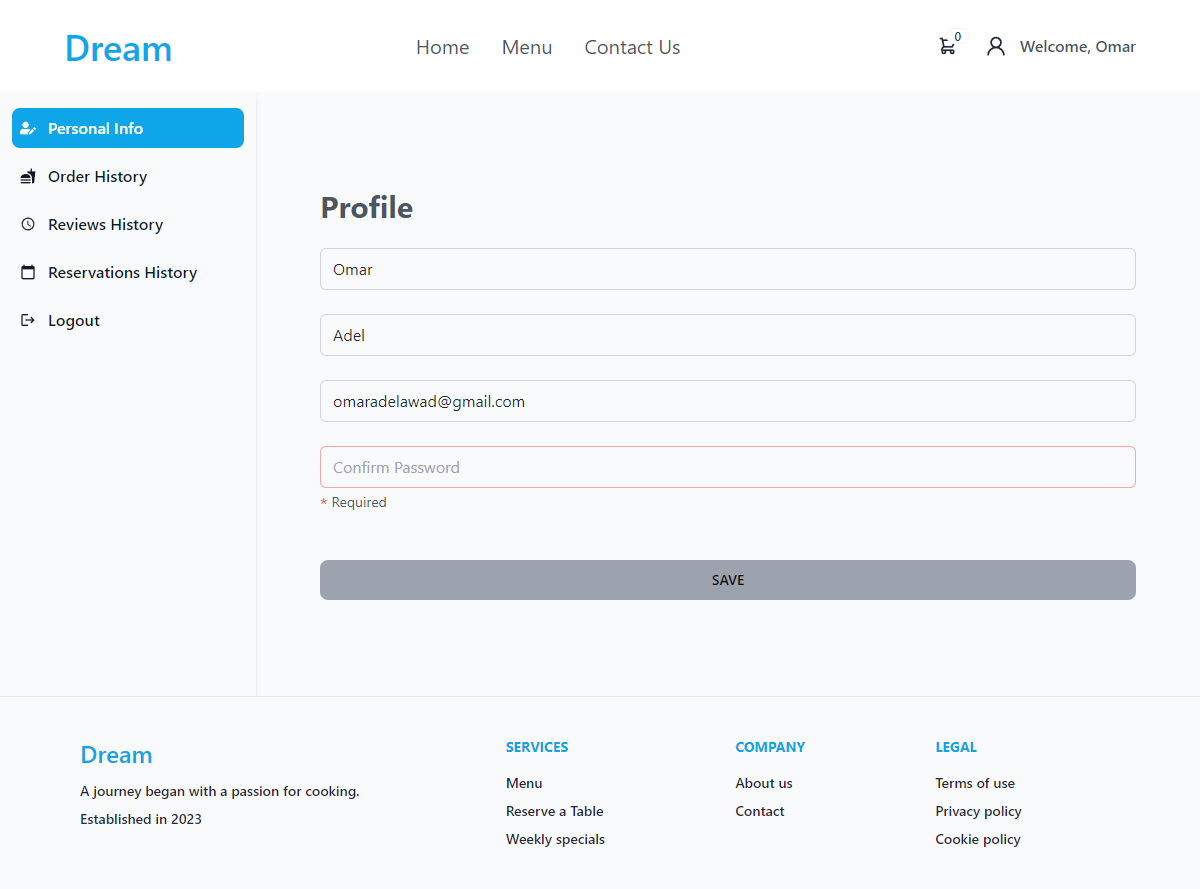 Dream
Home
Menu
Contact Us
0
Welcome, Omar
Personal Info
Order History
Reviews History
Reservations History
Logout
Profile
Omar
Adel
omaradelawad@gmail.com
Confirm Password
* Required
SAVE
Dream
A journey began with a passion for cooking.
Established in 2023
SERVICES
Menu
Reserve a Table
Weekly specials
COMPANY
About us
Contact
LEGAL
Terms of use
Privacy policy
Cookie policy